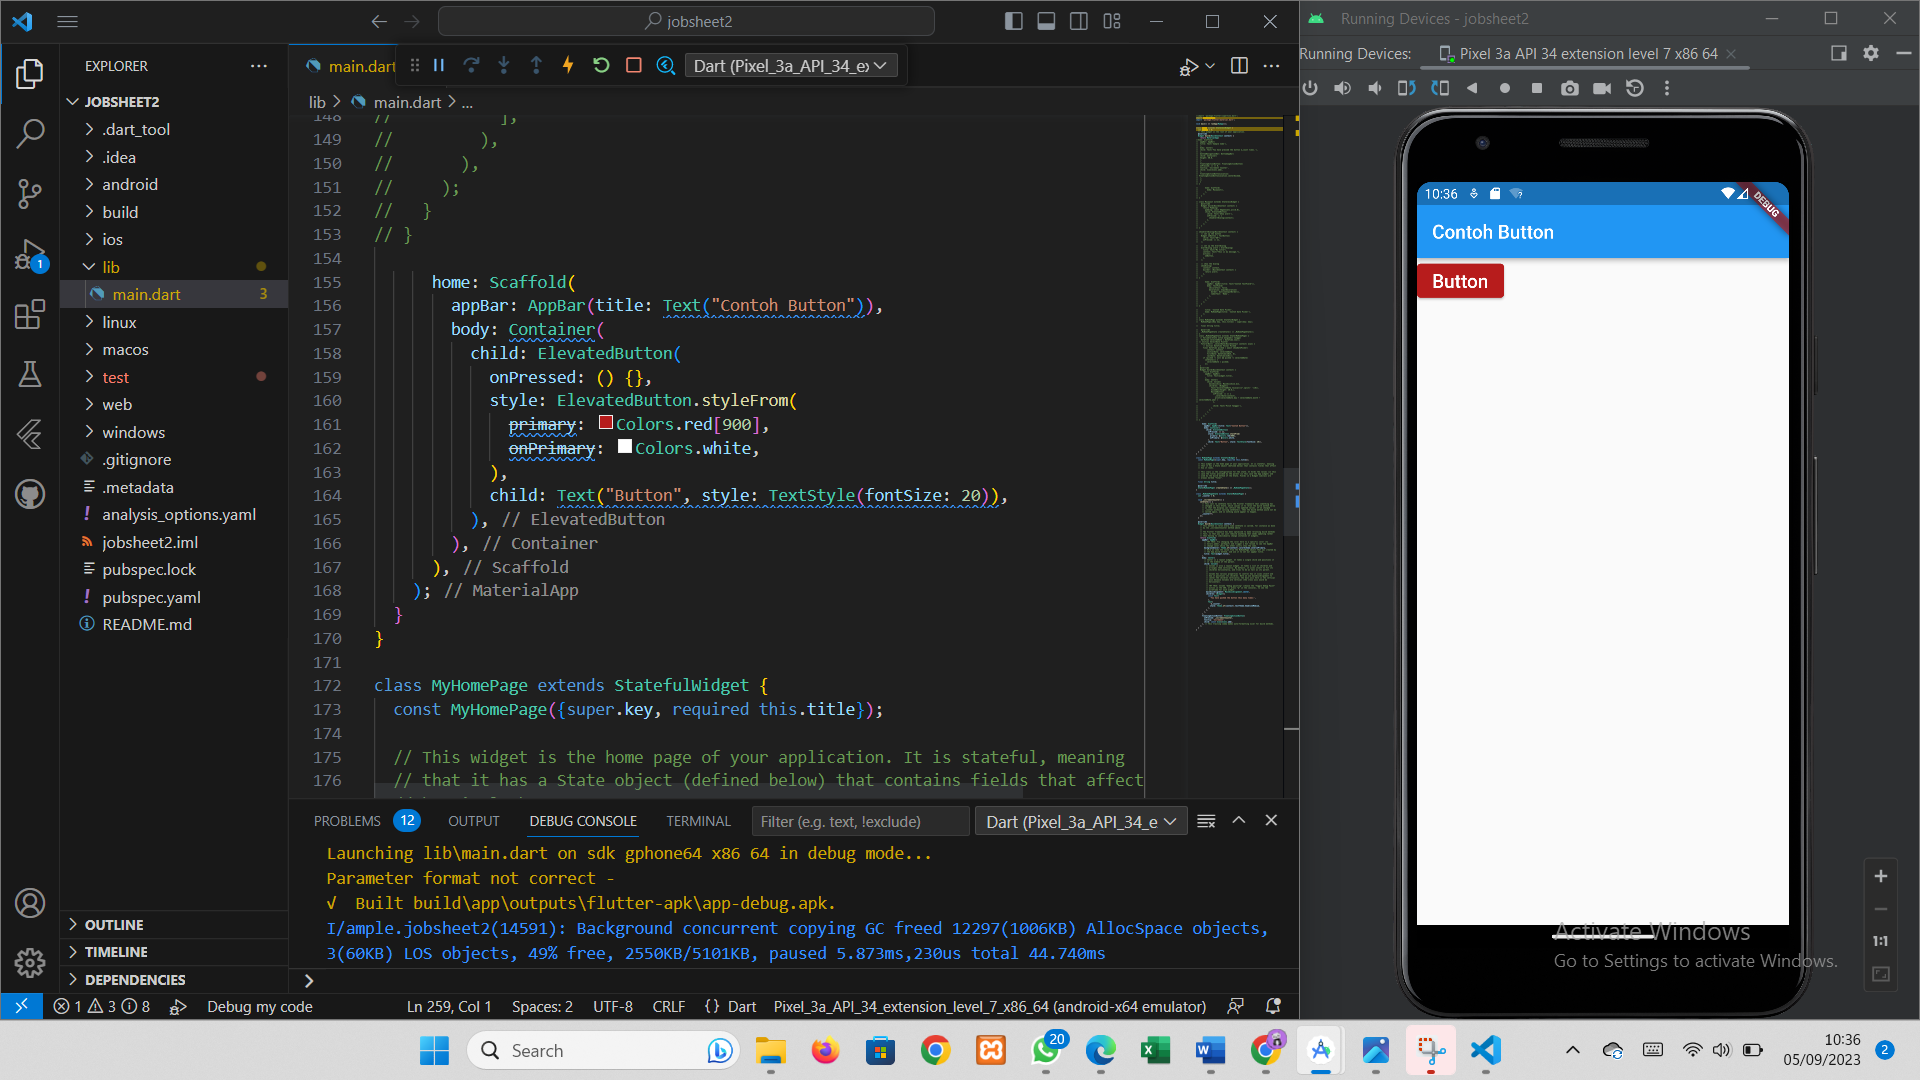 jobsheet2
Running Devices - jobsheet2
EXPLORER
main.dart
Dart (Pixel_3a_API_34_e
Running Devices:
Pixel 3a API 34 extension level 7 x86 64
JOBSHEET2
.dart_tool
.idea
android
build
ios
lib
main.dart
3
linux
macos
test
web
windows
.gitignore
.metadata
analysis_options.yaml
jobsheet2.iml
pubspec.lock
pubspec.yaml
README.md
OUTLINE
TIMELINE
DEPENDENCIES
1
lib > main.dart > ...
148 // ],
149 // ),
150 // ),
151 // );
152 // }
153 // }
154
155 home: Scaffold(
156 appBar: AppBar(title: Text("Contoh Button")),
157 body: Container(
158 child: ElevatedButton(
159 onPressed: () {},
160 style: ElevatedButton.styleFrom(
161 primary: Colors.red[900],
162 onPrimary: Colors.white,
163 ),
164 child: Text("Button", style: TextStyle(fontSize: 20)),
165 ), // ElevatedButton
166 ), // Container
167 ), // Scaffold
168 ); // MaterialApp
169 }
170 }
171
172 class MyHomePage extends StatefulWidget {
173 const MyHomePage({super.key, required this.title});
174
175 // This widget is the home page of your application. It is stateful, meaning
176 // that it has a State object (defined below) that contains fields that affect
PROBLEMS 12 OUTPUT DEBUG CONSOLE TERMINAL
Filter (e.g. text, !exclude)
Dart (Pixel_3a_API_34_e
Launching lib\main.dart on sdk gphone64 x86 64 in debug mode...
Parameter format not correct -
√ Built build\app\outputs\flutter-apk\app-debug.apk.
I/ample.jobsheet2(14591): Background concurrent copying GC freed 12297(1006KB) AllocSpace objects,
3(60KB) LOS objects, 49% free, 2550KB/5101KB, paused 5.873ms,230us total 44.740ms
>
1 3 8 Debug my code Ln 259, Col 1 Spaces: 2 UTF-8 CRLF {} Dart Pixel_3a_API_34_extension_level_7_x86_64 (android-x64 emulator)
10:36
DEBUG
Contoh Button
Button
1:1
Activate Windows
Go to Settings to activate Windows.
Search
20
10:36
05/09/2023
2